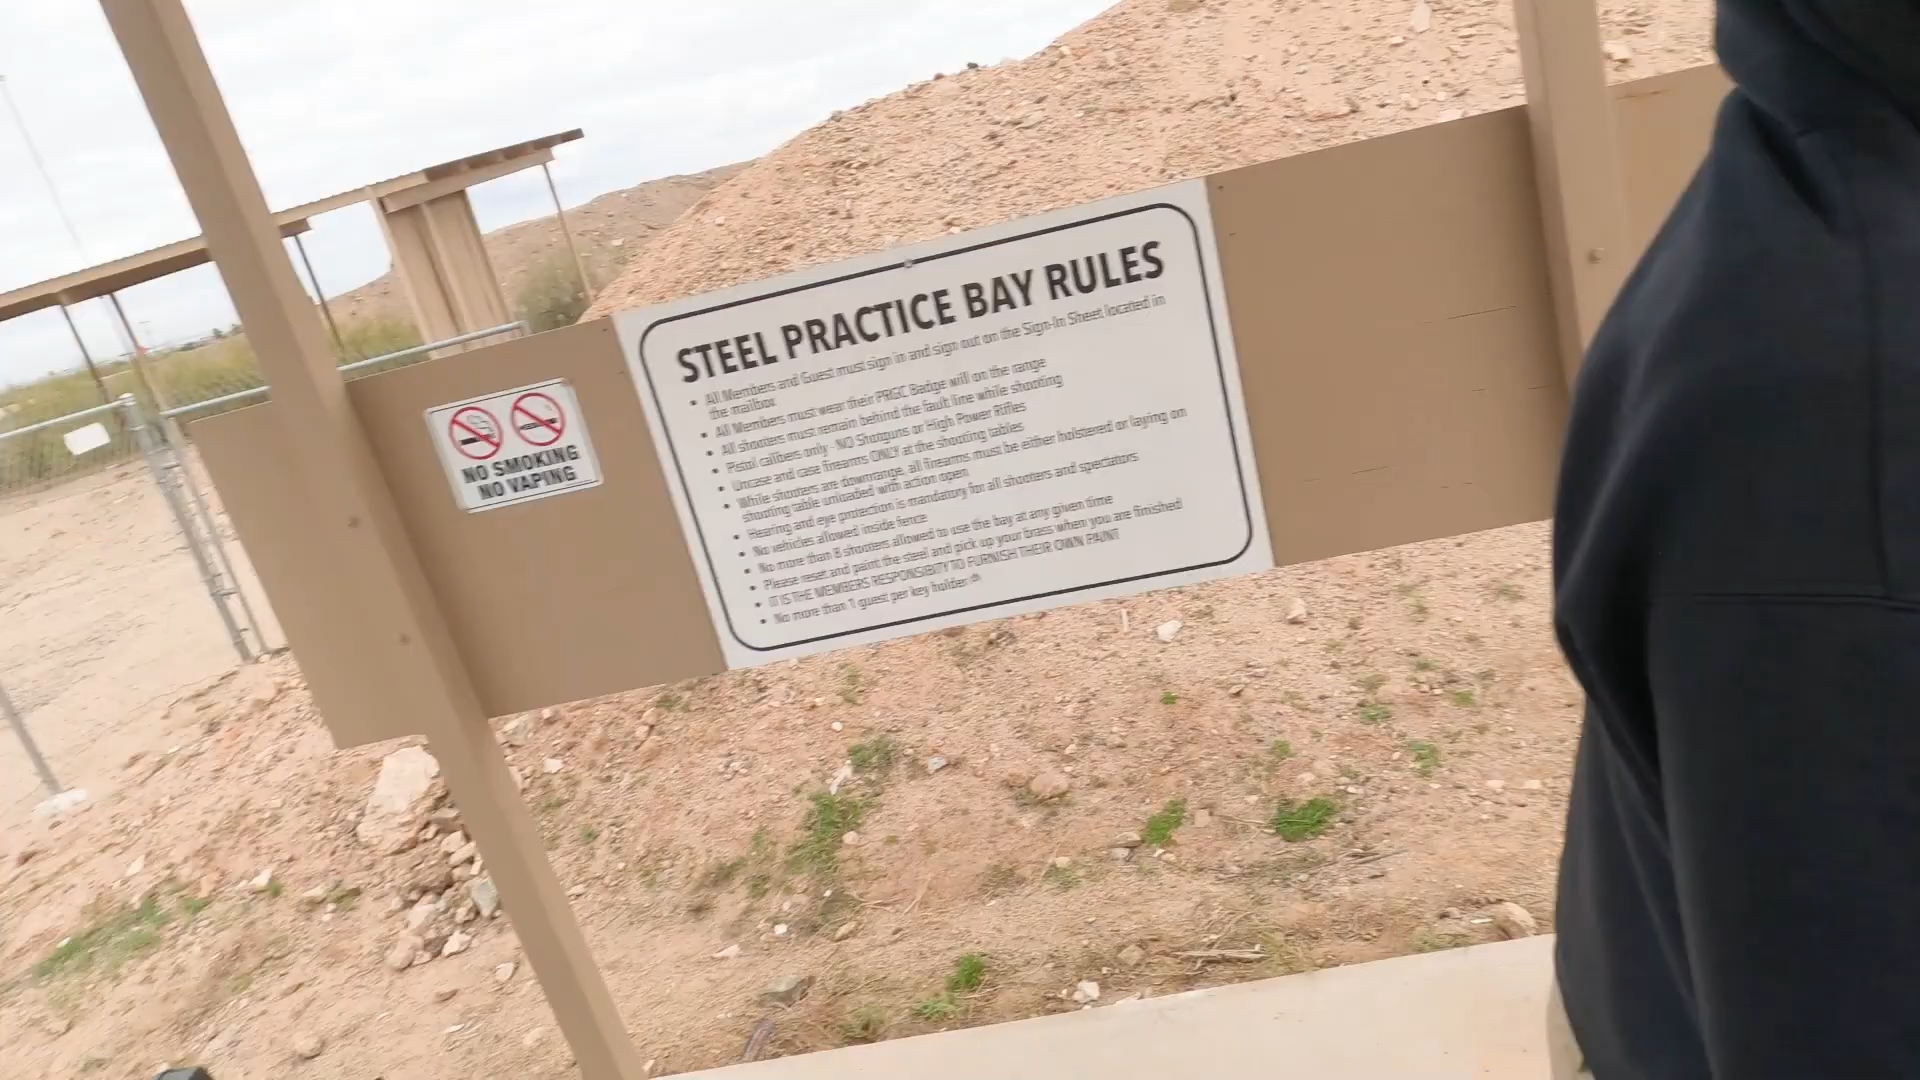 STEEL PRACTICE BAY RULES
• All Members and Guest must sign in and sign out on the Sign-In Sheet located in
the mailbox
• All Members must wear their PRGC Badge will on the range
• All shooters must remain behind the fault line while shooting
• Pistol calibers only - NO Shotguns or High Power Rifles
• Uncase and case firearms ONLY at the shooting tables
• While shooters are downrange, all firearms must be either holstered or laying on
shooting table unloaded with action open
• Hearing and eye protection is mandatory for all shooters and spectators
• No vehicles allowed inside fence
• No more than 8 shooters allowed to use the bay at any given time
• Please reset and paint the steel and pick up your brass when you are finished
• IT IS THE MEMBERS RESPONSIBITY TO FURNISH THEIR OWN PAINT
• No more than 1 guest per key holder
NO SMOKING
NO VAPING